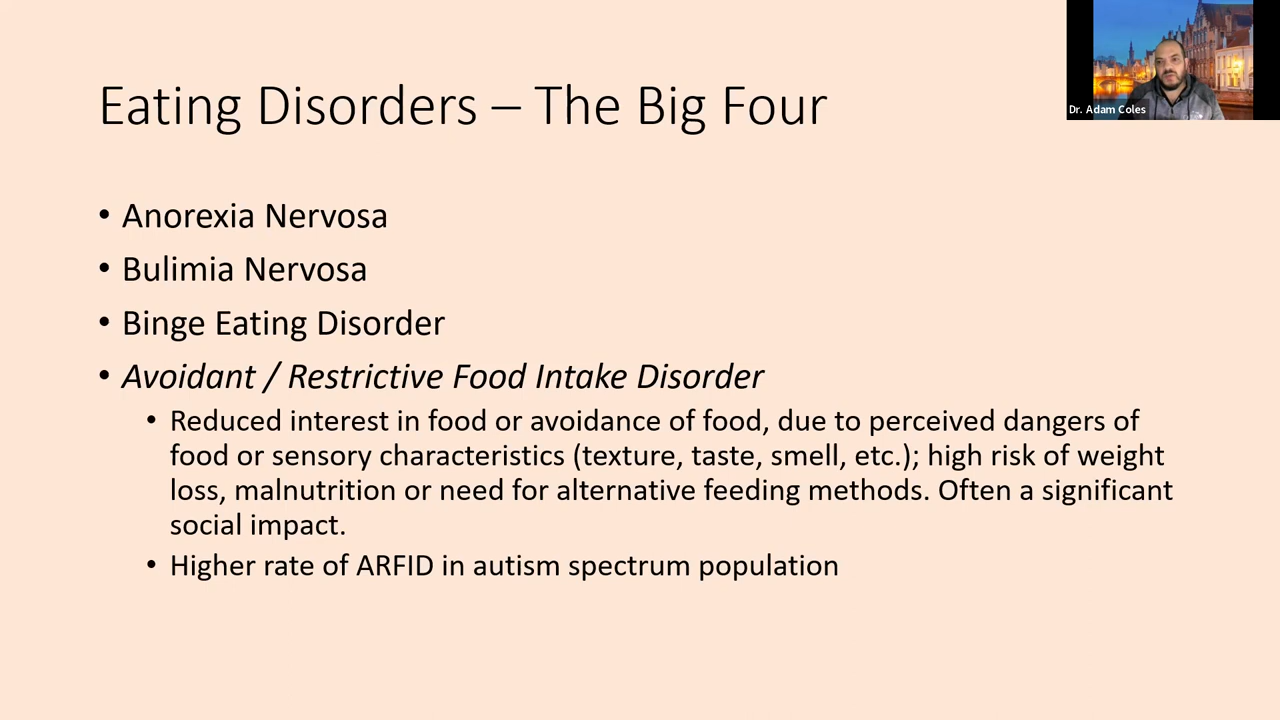 Eating Disorders – The Big Four
Dr. Adam Coles
• Anorexia Nervosa
• Bulimia Nervosa
• Binge Eating Disorder
• Avoidant / Restrictive Food Intake Disorder
• Reduced interest in food or avoidance of food, due to perceived dangers of
food or sensory characteristics (texture, taste, smell, etc.); high risk of weight
loss, malnutrition or need for alternative feeding methods. Often a significant
social impact.
• Higher rate of ARFID in autism spectrum population